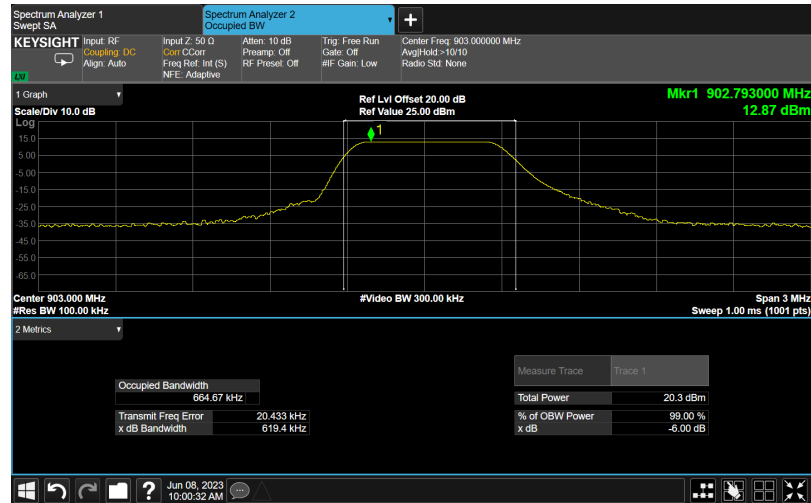 Spectrum Analyzer 1
Swept SA
Spectrum Analyzer 2
Occupied BW
KEYSIGHT
Input: RF
Coupling: DC
Align: Auto
LXI
Input Z: 50 Ω
Corr CCorr
Freq Ref: Int (S)
NFE: Adaptive
Atten: 10 dB
Preamp: Off
RF Presel: Off
Trig: Free Run
Gate: Off
#IF Gain: Low
Center Freq: 903.000000 MHz
Avg|Hold:>10/10
Radio Std: None
1 Graph
Scale/Div 10.0 dB
Ref Lvl Offset 20.00 dB
Ref Value 25.00 dBm
Mkr1 902.793000 MHz
12.87 dBm
Log
15.0
5.00
-5.00
-15.0
-25.0
-35.0
-45.0
-55.0
-65.0
1
Center 903.000 MHz
#Res BW 100.00 kHz
#Video BW 300.00 kHz
Span 3 MHz
Sweep 1.00 ms (1001 pts)
2 Metrics
Measure Trace Trace 1
Occupied Bandwidth
664.67 kHz
Total Power 20.3 dBm
Transmit Freq Error 20.433 kHz
% of OBW Power 99.00 %
x dB Bandwidth 619.4 kHz
x dB -6.00 dB
?
Jun 08, 2023
10:00:32 AM